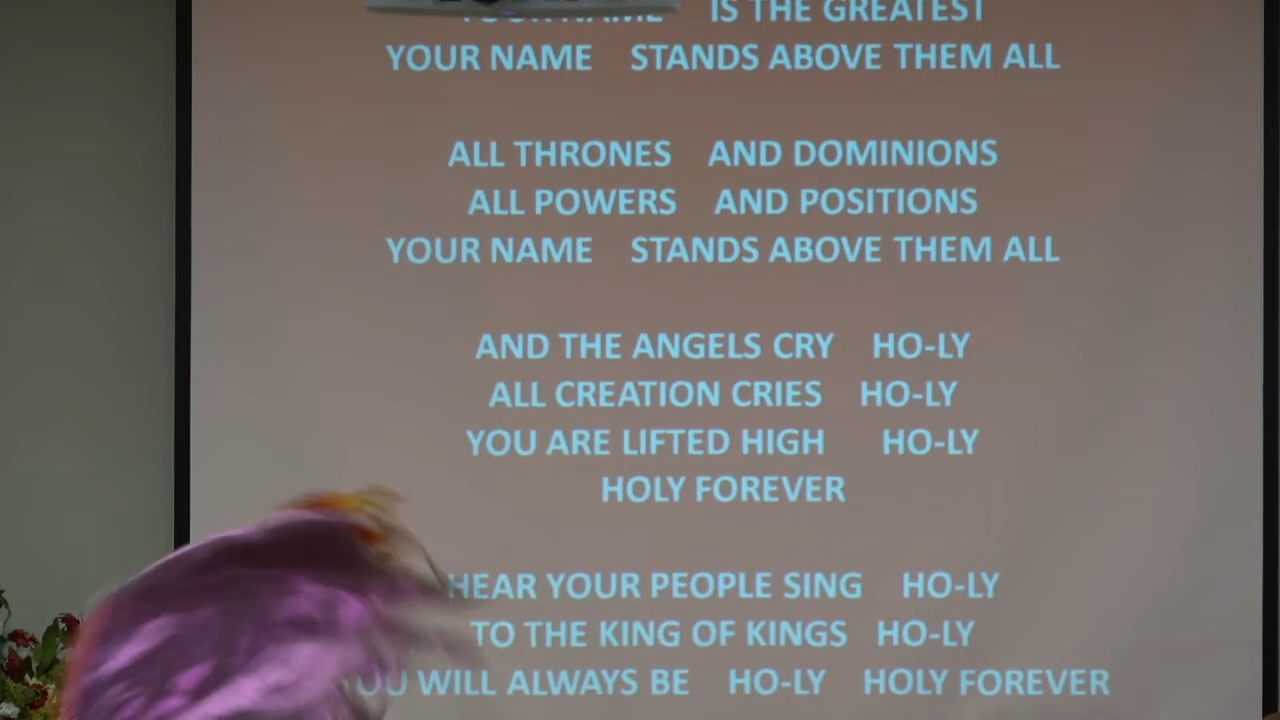 YOUR NAME IS THE GREATEST
YOUR NAME STANDS ABOVE THEM ALL
ALL THRONES AND DOMINIONS
ALL POWERS AND POSITIONS
YOUR NAME STANDS ABOVE THEM ALL
AND THE ANGELS CRY HO-LY
ALL CREATION CRIES HO-LY
YOU ARE LIFTED HIGH HO-LY
HOLY FOREVER
HEAR YOUR PEOPLE SING HO-LY
TO THE KING OF KINGS HO-LY
YOU WILL ALWAYS BE HO-LY HOLY FOREVER